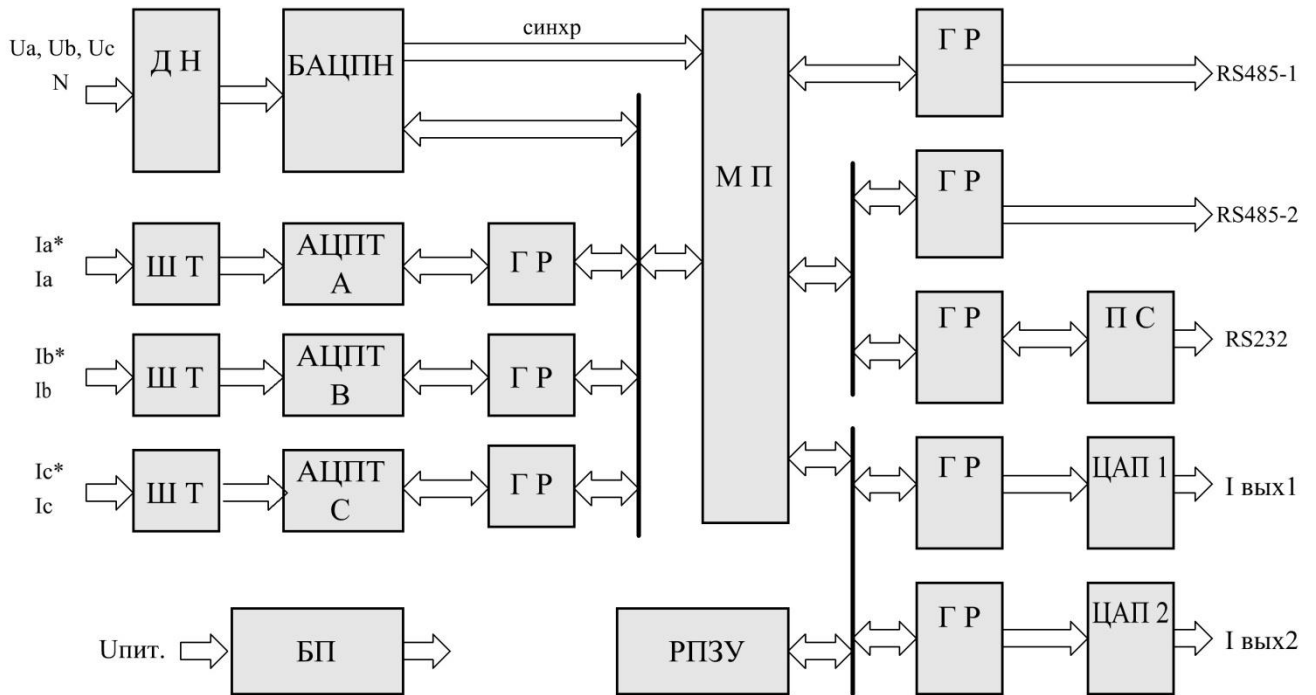 Ua, Ub, Uc
N
Д Н
БАЦПН
синхр
М П
Г Р
RS485-1
Г Р
RS485-2
Ia*
Ia
Ш Т
АЦПТ
А
Г Р
Г Р
П С
RS232
Ib*
Ib
Ш Т
АЦПТ
В
Г Р
Ic*
Ic
Ш Т
АЦПТ
С
Г Р
Г Р
ЦАП 1
I вых1
Uпит.
БП
РПЗУ
Г Р
ЦАП 2
I вых2